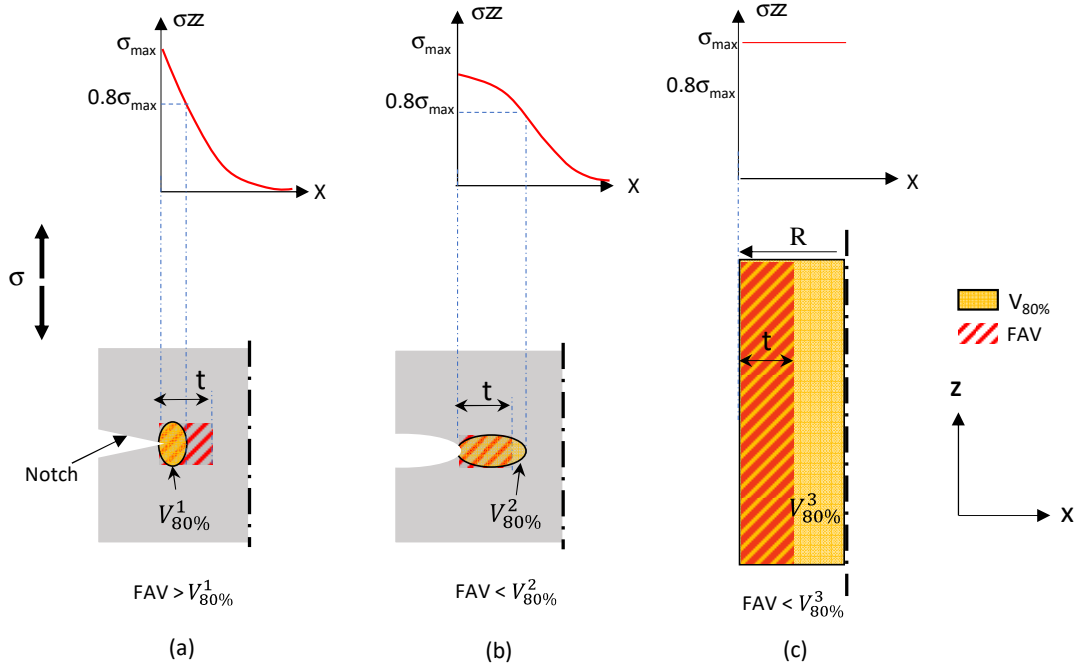 σzz
σmax
0.8σmax
X
σzz
σmax
0.8σmax
X
σzz
σmax
0.8σmax
X
σ
R
t
t
t
Notch
V¹80%
V²80%
V³80%
V80%
FAV
z
x
FAV > V¹80%
FAV < V²80%
FAV < V³80%
(a)
(b)
(c)